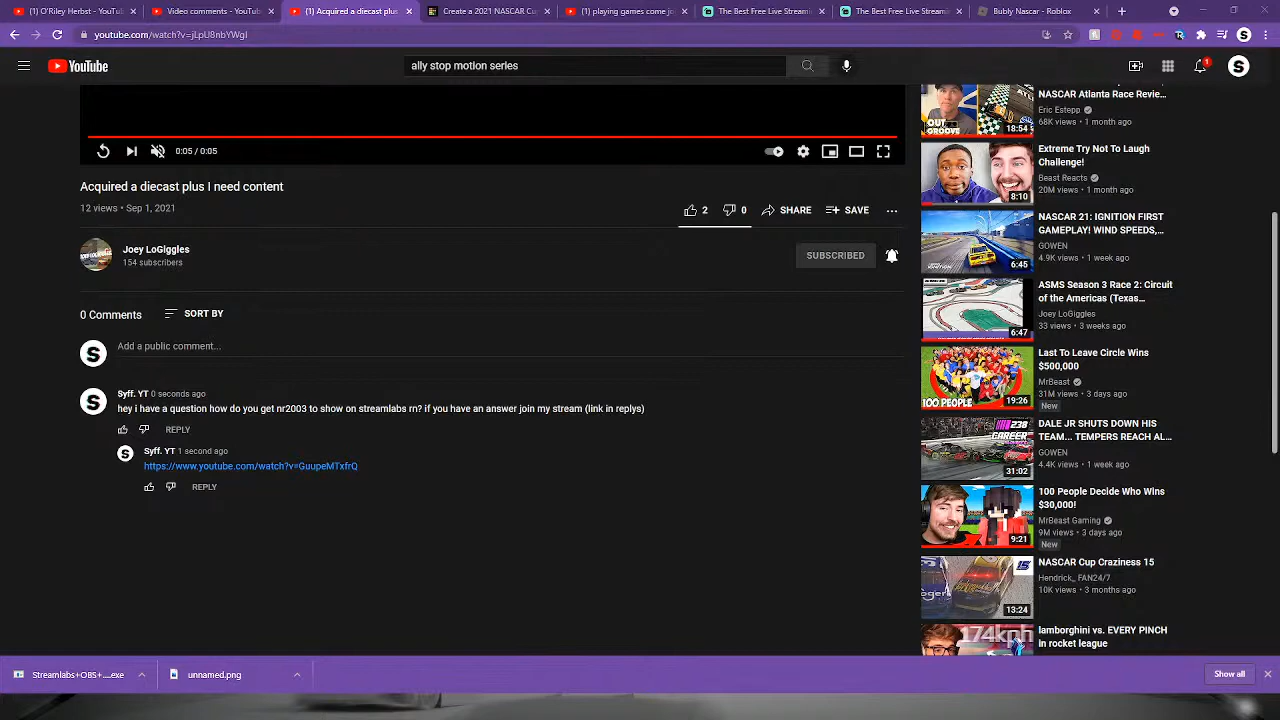 (1) O'Riley Herbst - YouTube
Video comments - YouTube
(1) Acquired a diecast plus
Create a 2021 NASCAR Cu
(1) playing games come jo
The Best Free Live Stream
The Best Free Live Stream
Bubly Nascar - Roblox
youtube.com/watch?v=jLpU8nbYWgI
YouTube
ally stop motion series
1
S
0:05 / 0:05
Acquired a diecast plus I need content
12 views • Sep 1, 2021
2
0
SHARE
SAVE
Joey LoGiggles
154 subscribers
SUBSCRIBED
0 Comments
SORT BY
Add a public comment...
Syff. YT 0 seconds ago
hey i have a question how do you get nr2003 to show on streamlabs rn? if you have an answer join my stream (link in replys)
REPLY
Syff. YT 1 second ago
https://www.youtube.com/watch?v=GuupeMTxfrQ
REPLY
NASCAR Atlanta Race Revie...
Eric Estepp
68K views • 1 month ago
OUT
GROOVE
18:54
Extreme Try Not To Laugh
Challenge!
Beast Reacts
20M views • 1 month ago
8:10
NASCAR 21: IGNITION FIRST
GAMEPLAY! WIND SPEEDS,...
GOWEN
4.9K views • 1 week ago
6:45
ASMS Season 3 Race 2: Circuit
of the Americas (Texas...
Joey LoGiggles
33 views • 3 weeks ago
6:47
Last To Leave Circle Wins
$500,000
MrBeast
31M views • 3 days ago
New
100 PEOPLE
19:26
DALE JR SHUTS DOWN HIS
TEAM... TEMPERS REACH AL...
GOWEN
4.4K views • 1 week ago
238
CAREER
31:02
100 People Decide Who Wins
$30,000!
MrBeast Gaming
9M views • 3 days ago
New
9:21
NASCAR Cup Craziness 15
Hendrick_ FAN24/7
10K views • 3 months ago
15
13:24
lamborghini vs. EVERY PINCH
in rocket league
174kph
Streamlabs+OBS+....exe
unnamed.png
Show all